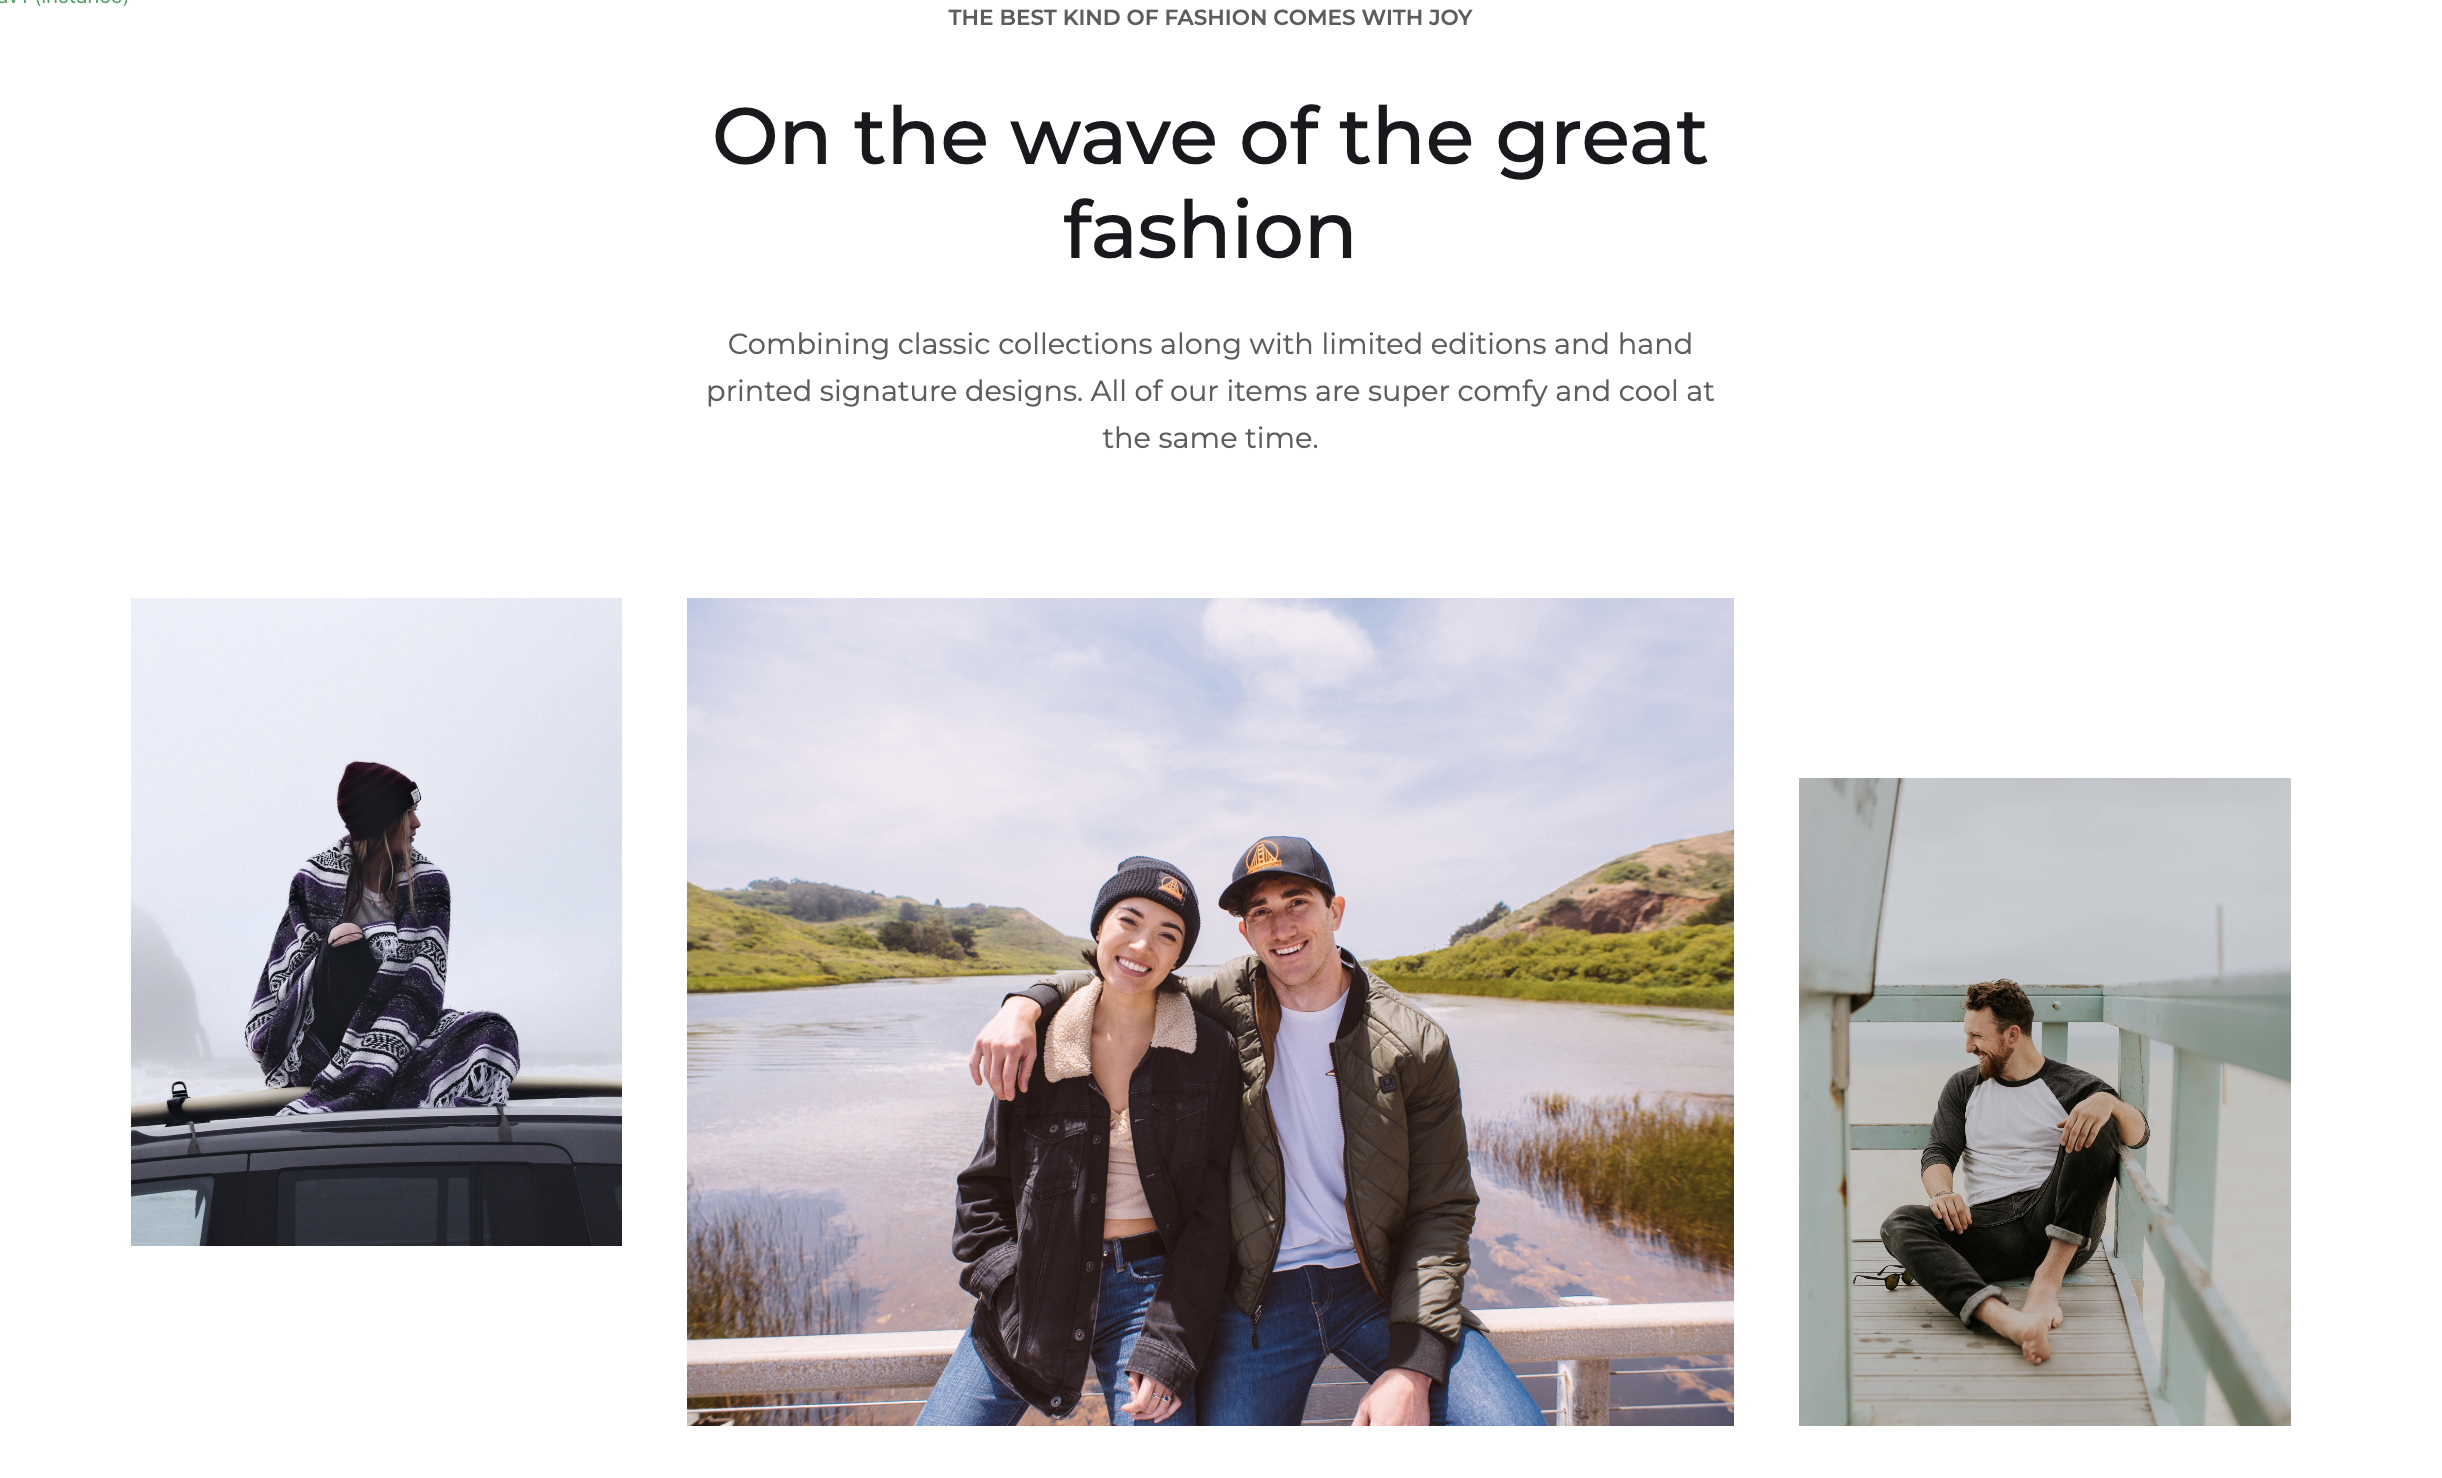 THE BEST KIND OF FASHION COMES WITH JOY
On the wave of the great
fashion
Combining classic collections along with limited editions and hand
printed signature designs. All of our items are super comfy and cool at
the same time.